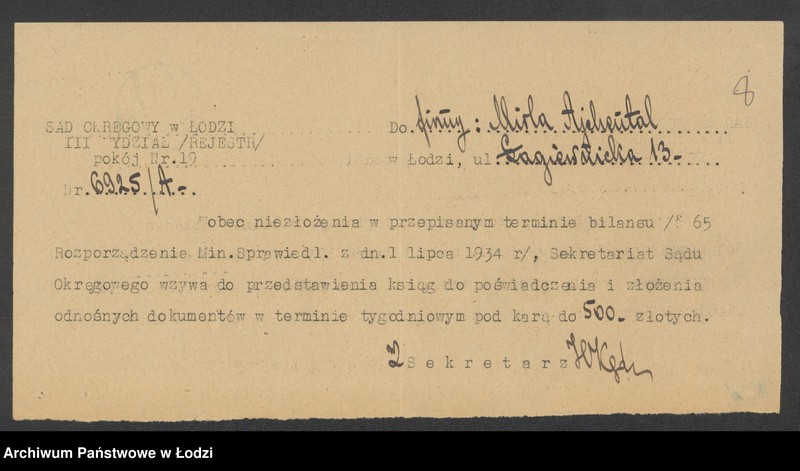 8
SĄD OKRĘGOWY w ŁODZI
III WYDZIAŁ /REJESTR/
pokój Nr.19
Nr. 6925/A-
Do firmy: Mirla Ajzensztal
w Łodzi, ul. Łagiewnicka 13-
Wobec niezłożenia w przepisanym terminie bilansu /§ 65
Rozporządzenia Min.Sprawiedl. z dn.1 lipca 1934 r/, Sekretariat Sądu
Okręgowego wzywa do przedstawienia ksiąg do poświadczenia i złożenia
odnośnych dokumentów w terminie tygodniowym pod karą do 500- złotych.
Sekretarz
Archiwum Państwowe w Łodzi